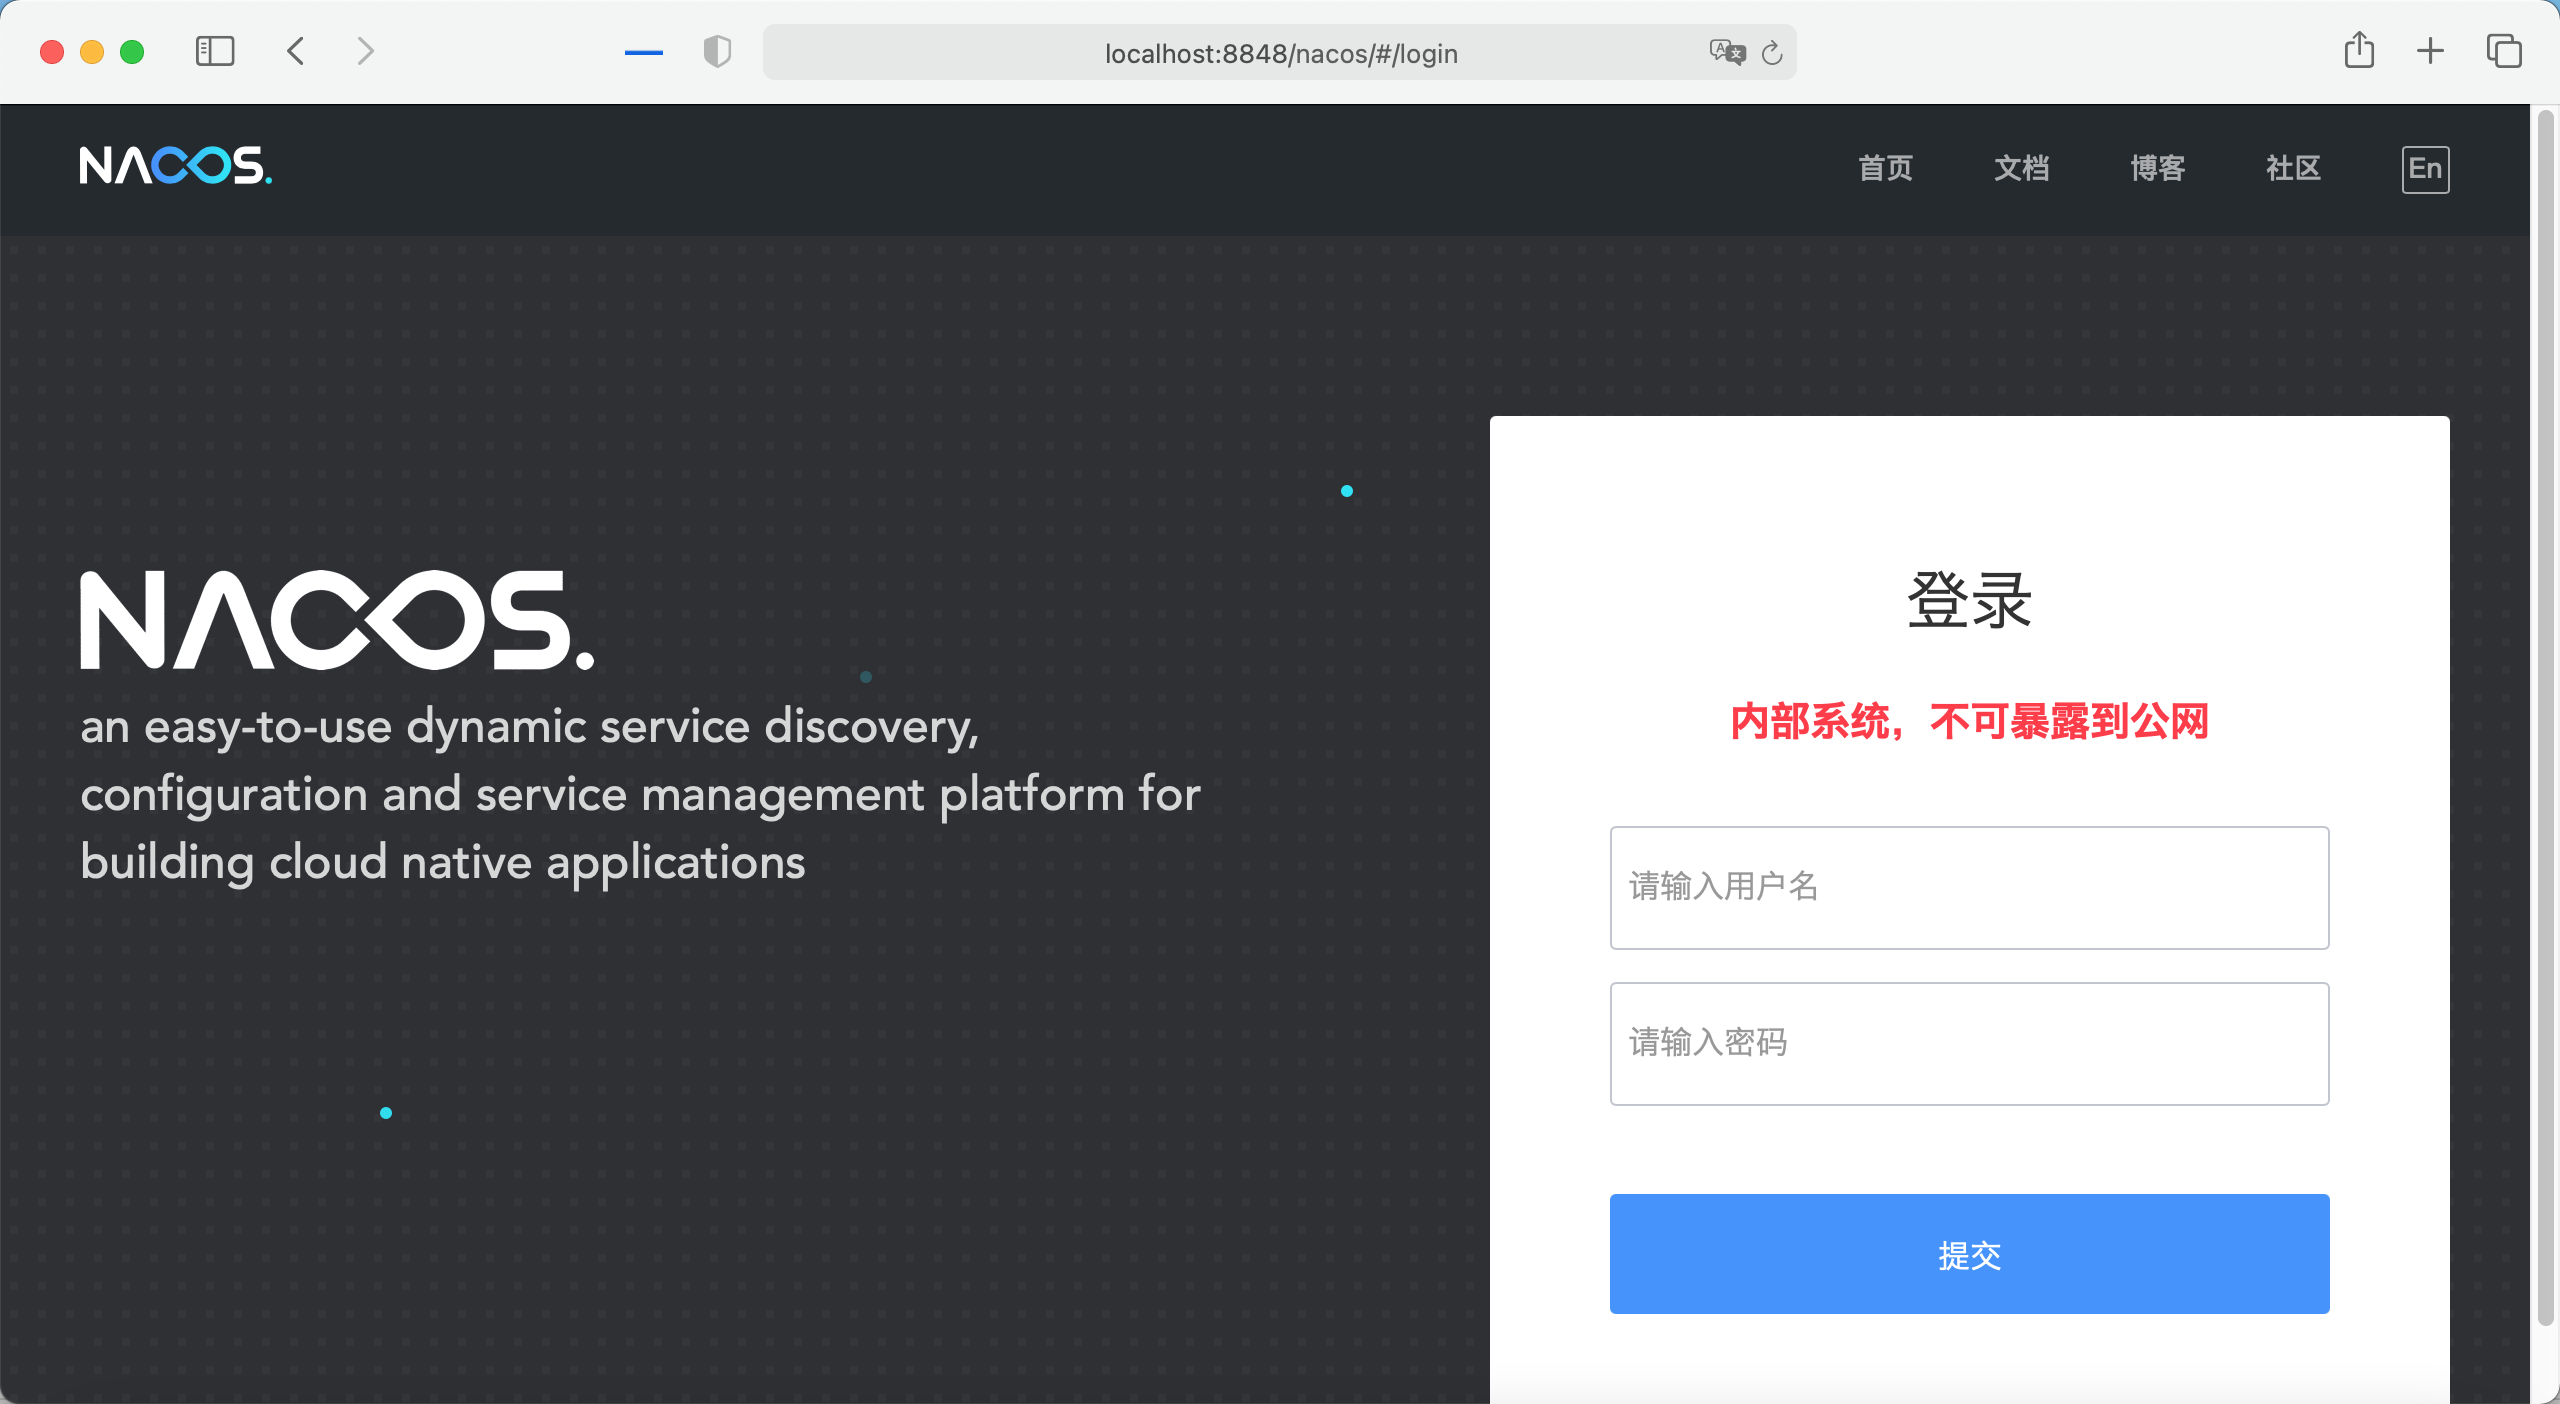 localhost:8848/nacos/#/login
NACOS.
首页 文档 博客 社区 En
NACOS.
an easy-to-use dynamic service discovery,
configuration and service management platform for
building cloud native applications
登录
内部系统，不可暴露到公网
请输入用户名
请输入密码
提交